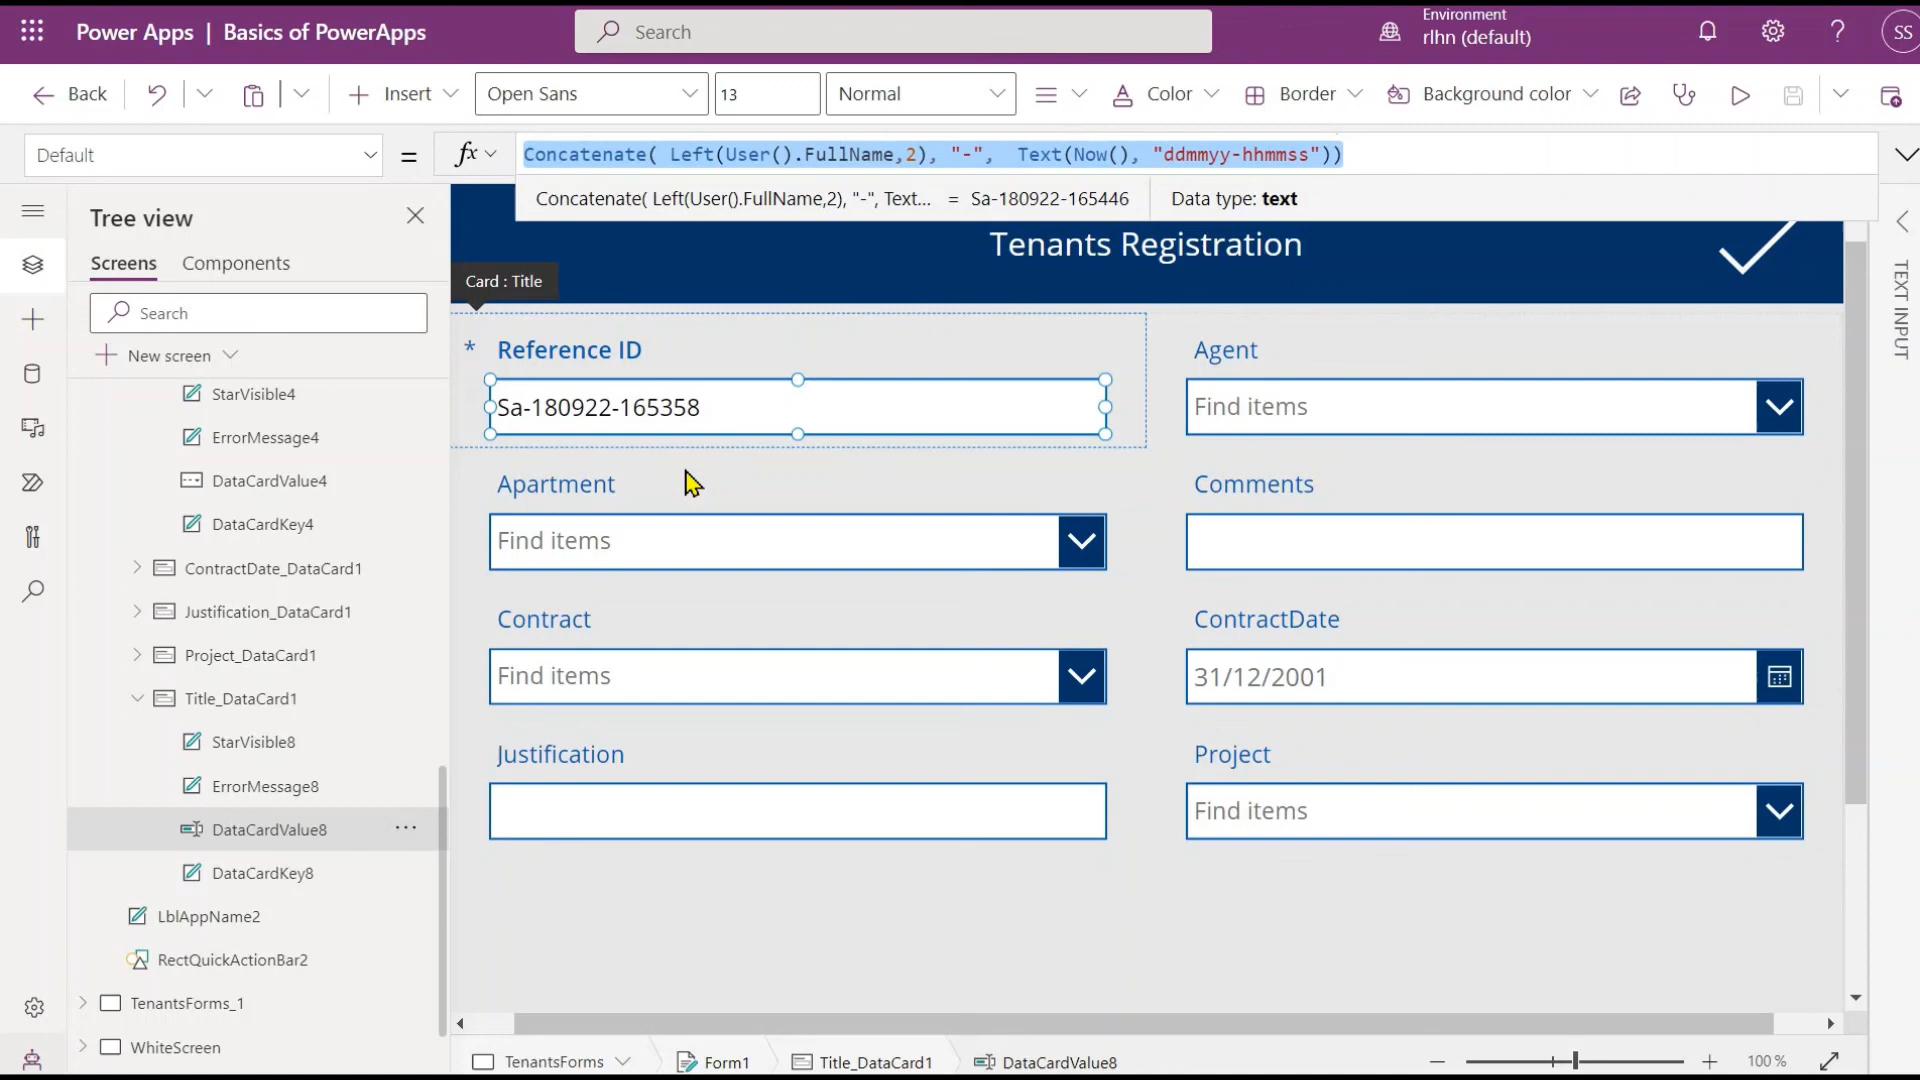 Power Apps | Basics of PowerApps
Search
Environment
rlhn (default)
SS
Back
Insert
Open Sans
13
Normal
Color
Border
Background color
Default
=
fx
Concatenate( Left(User().FullName,2), "-",  Text(Now(), "ddmmyy-hhmmss"))
Concatenate( Left(User().FullName,2), "-", Text... = Sa-180922-165446
Data type: text
Tree view
Screens
Components
Search
New screen
StarVisible4
ErrorMessage4
DataCardValue4
DataCardKey4
ContractDate_DataCard1
Justification_DataCard1
Project_DataCard1
Title_DataCard1
StarVisible8
ErrorMessage8
DataCardValue8
DataCardKey8
LblAppName2
RectQuickActionBar2
TenantsForms_1
WhiteScreen
Tenants Registration
Card : Title
* Reference ID
Sa-180922-165358
Agent
Find items
Apartment
Find items
Comments
Contract
Find items
ContractDate
31/12/2001
Justification
Project
Find items
TEXT INPUT
TenantsForms
Form1
Title_DataCard1
DataCardValue8
100 %